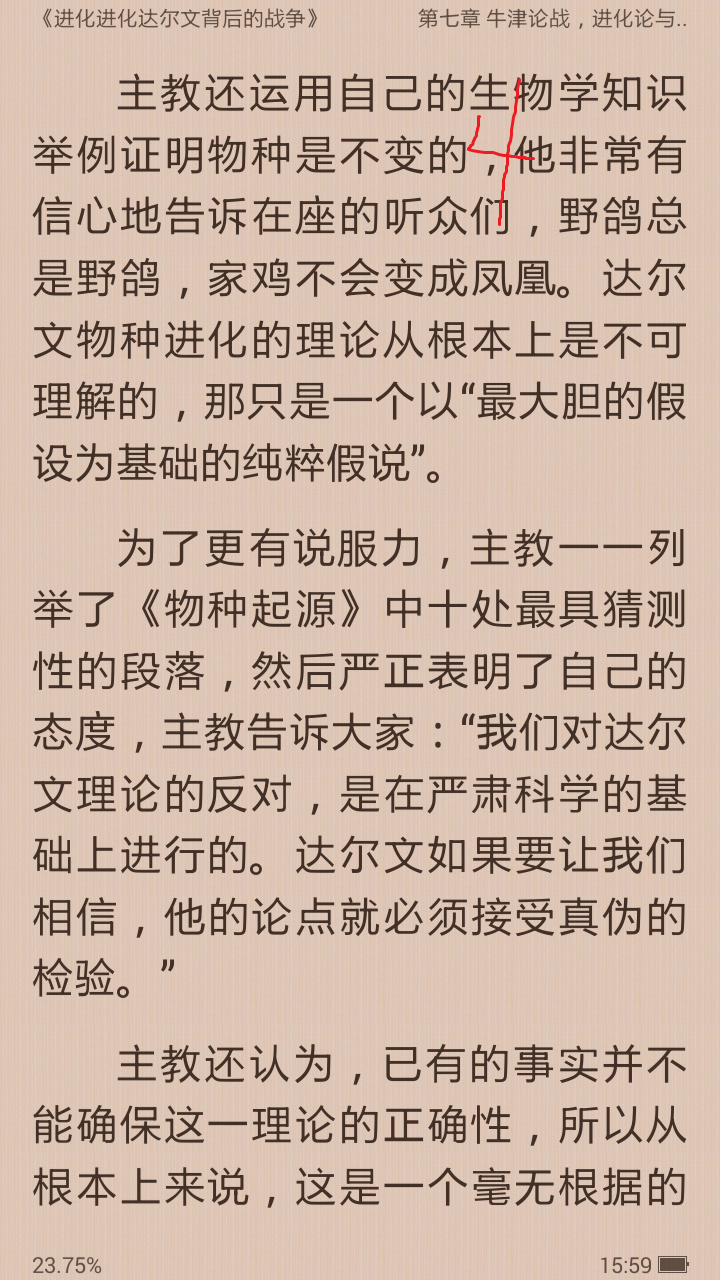 《进化进化达尔文背后的战争》 第七章 牛津论战，进化论与..
主教还运用自己的生物学知识
举例证明物种是不变的，他非常有
信心地告诉在座的听众们，野鸽总
是野鸽，家鸡不会变成凤凰。达尔
文物种进化的理论从根本上是不可
理解的，那只是一个以“最大胆的假
设为基础的纯粹假说”。
为了更有说服力，主教一一列
举了《物种起源》中十处最具猜测
性的段落，然后严正表明了自己的
态度，主教告诉大家：“我们对达尔
文理论的反对，是在严肃科学的基
础上进行的。达尔文如果要让我们
相信，他的论点就必须接受真伪的
检验。”
主教还认为，已有的事实并不
能确保这一理论的正确性，所以从
根本上来说，这是一个毫无根据的
23.75% 15:59